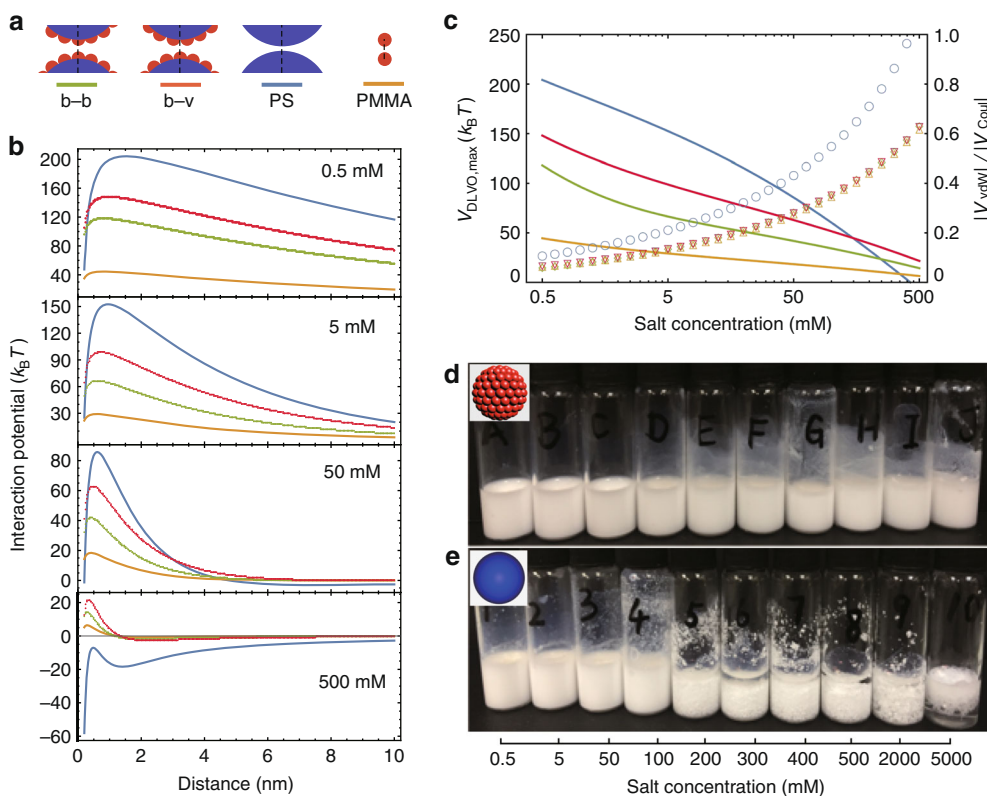 a
b–b
b–v
PS
PMMA
b
Interaction potential (kBT)
200
160
120
80
40
0.5 mM
150
120
90
60
30
5 mM
80
60
40
20
0
50 mM
20
0
−20
−40
−60
500 mM
0
2
4
6
8
10
Distance (nm)
c
VDLVO,max (kBT)
250
200
150
100
50
0
1.0
0.8
0.6
0.4
0.2
0
|VvdW| / |VCoul|
0.5
5
50
500
Salt concentration (mM)
d
A B C D E F G H I J
e
2 3 4 5 6 7 8 9 10
0.5 5 50 100 200 300 400 500 2000 5000
Salt concentration (mM)